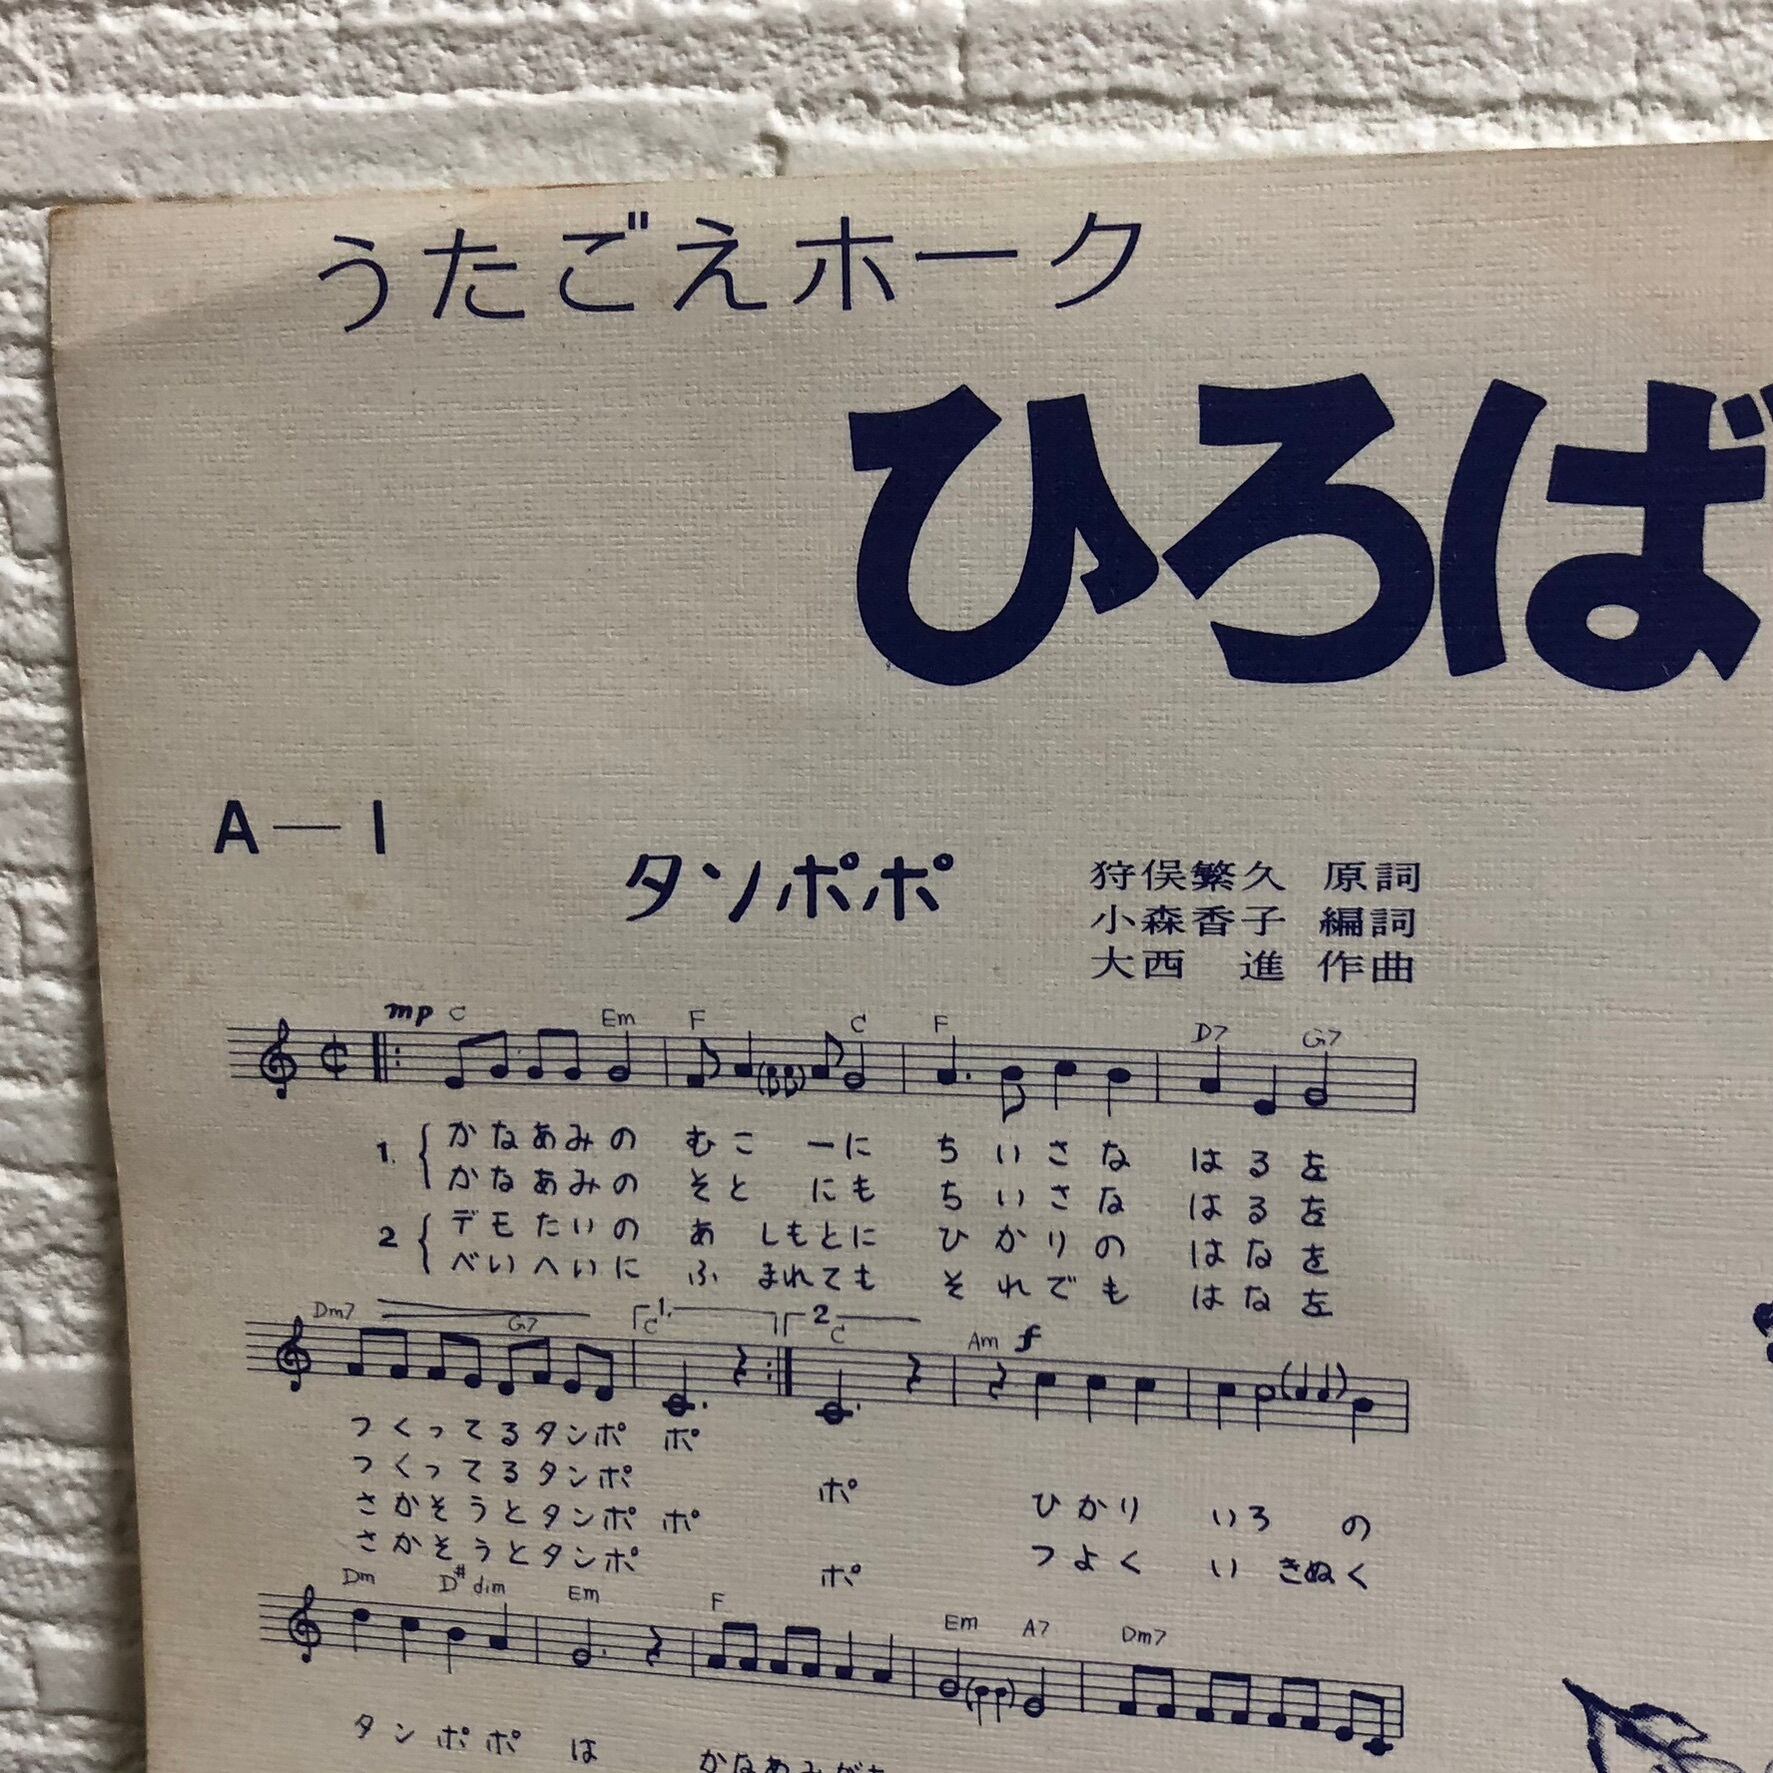 うたごえホーク
ひろば
A—1
タンポポ
狩俣繁久 原詞
小森香子 編詞
大西 進 作曲
mp C Em F C F D7 G7
1. かなあみの むこーに ちいさな はるを
かなあみの そとにも ちいさな はるを
2 デモたいの あしもとに ひかりの はなを
べいへいに ふまれても それでも はなを
Dm7 G7 1. C 2 C Am f
つくってるタンポポ
つくってるタンポ ポ
さかそうとタンポポ ひかり いろ の
さかそうとタンポ ポ つよく い きぬく
Dm D#dim Em F Em A7 Dm7
タンポポ は かなあみが